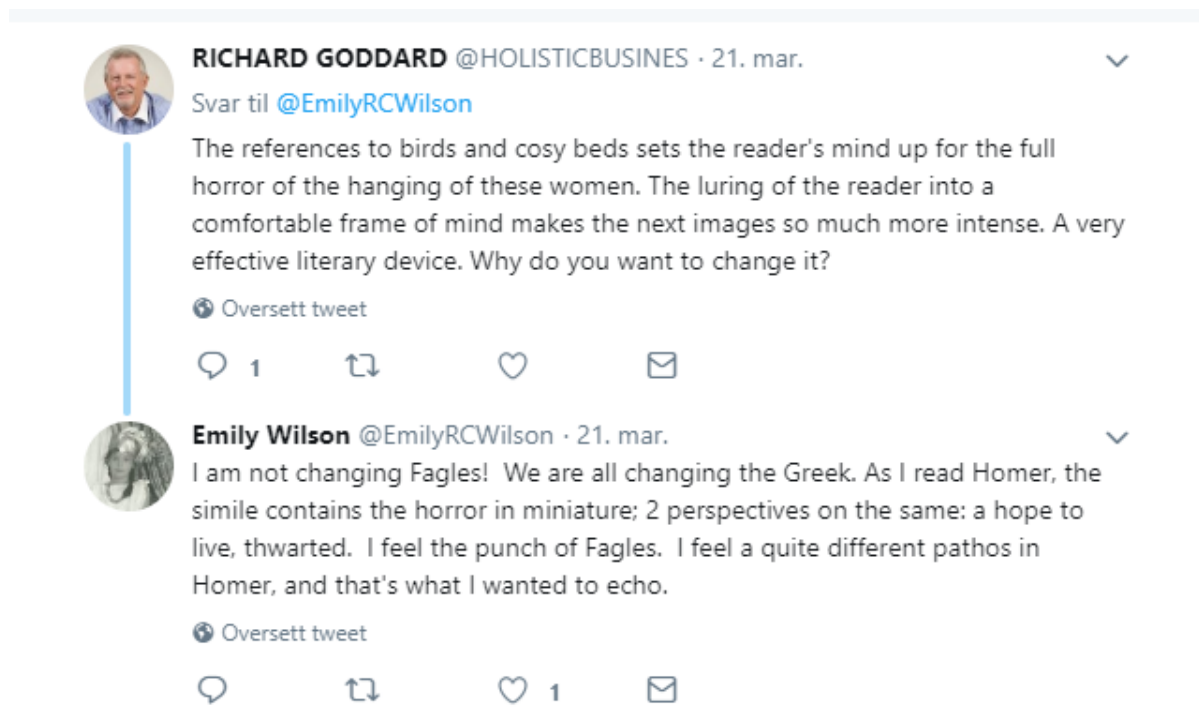 RICHARD GODDARD @HOLISTICBUSINES · 21. mar.
Svar til @EmilyRCWilson
The references to birds and cosy beds sets the reader's mind up for the full
horror of the hanging of these women. The luring of the reader into a
comfortable frame of mind makes the next images so much more intense. A very
effective literary device. Why do you want to change it?
Oversett tweet
1
Emily Wilson @EmilyRCWilson · 21. mar.
I am not changing Fagles!  We are all changing the Greek. As I read Homer, the
simile contains the horror in miniature; 2 perspectives on the same: a hope to
live, thwarted.  I feel the punch of Fagles.  I feel a quite different pathos in
Homer, and that's what I wanted to echo.
Oversett tweet
1